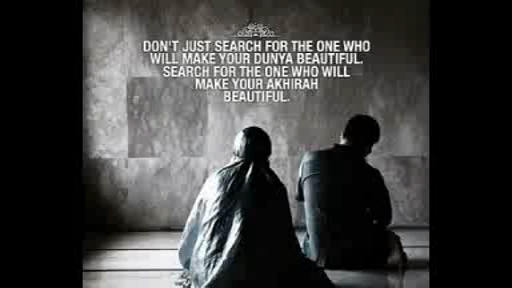 DON'T JUST SEARCH FOR THE ONE WHO
WILL MAKE YOUR DUNYA BEAUTIFUL.
SEARCH FOR THE ONE WHO WILL
MAKE YOUR AKHIRAH
BEAUTIFUL.